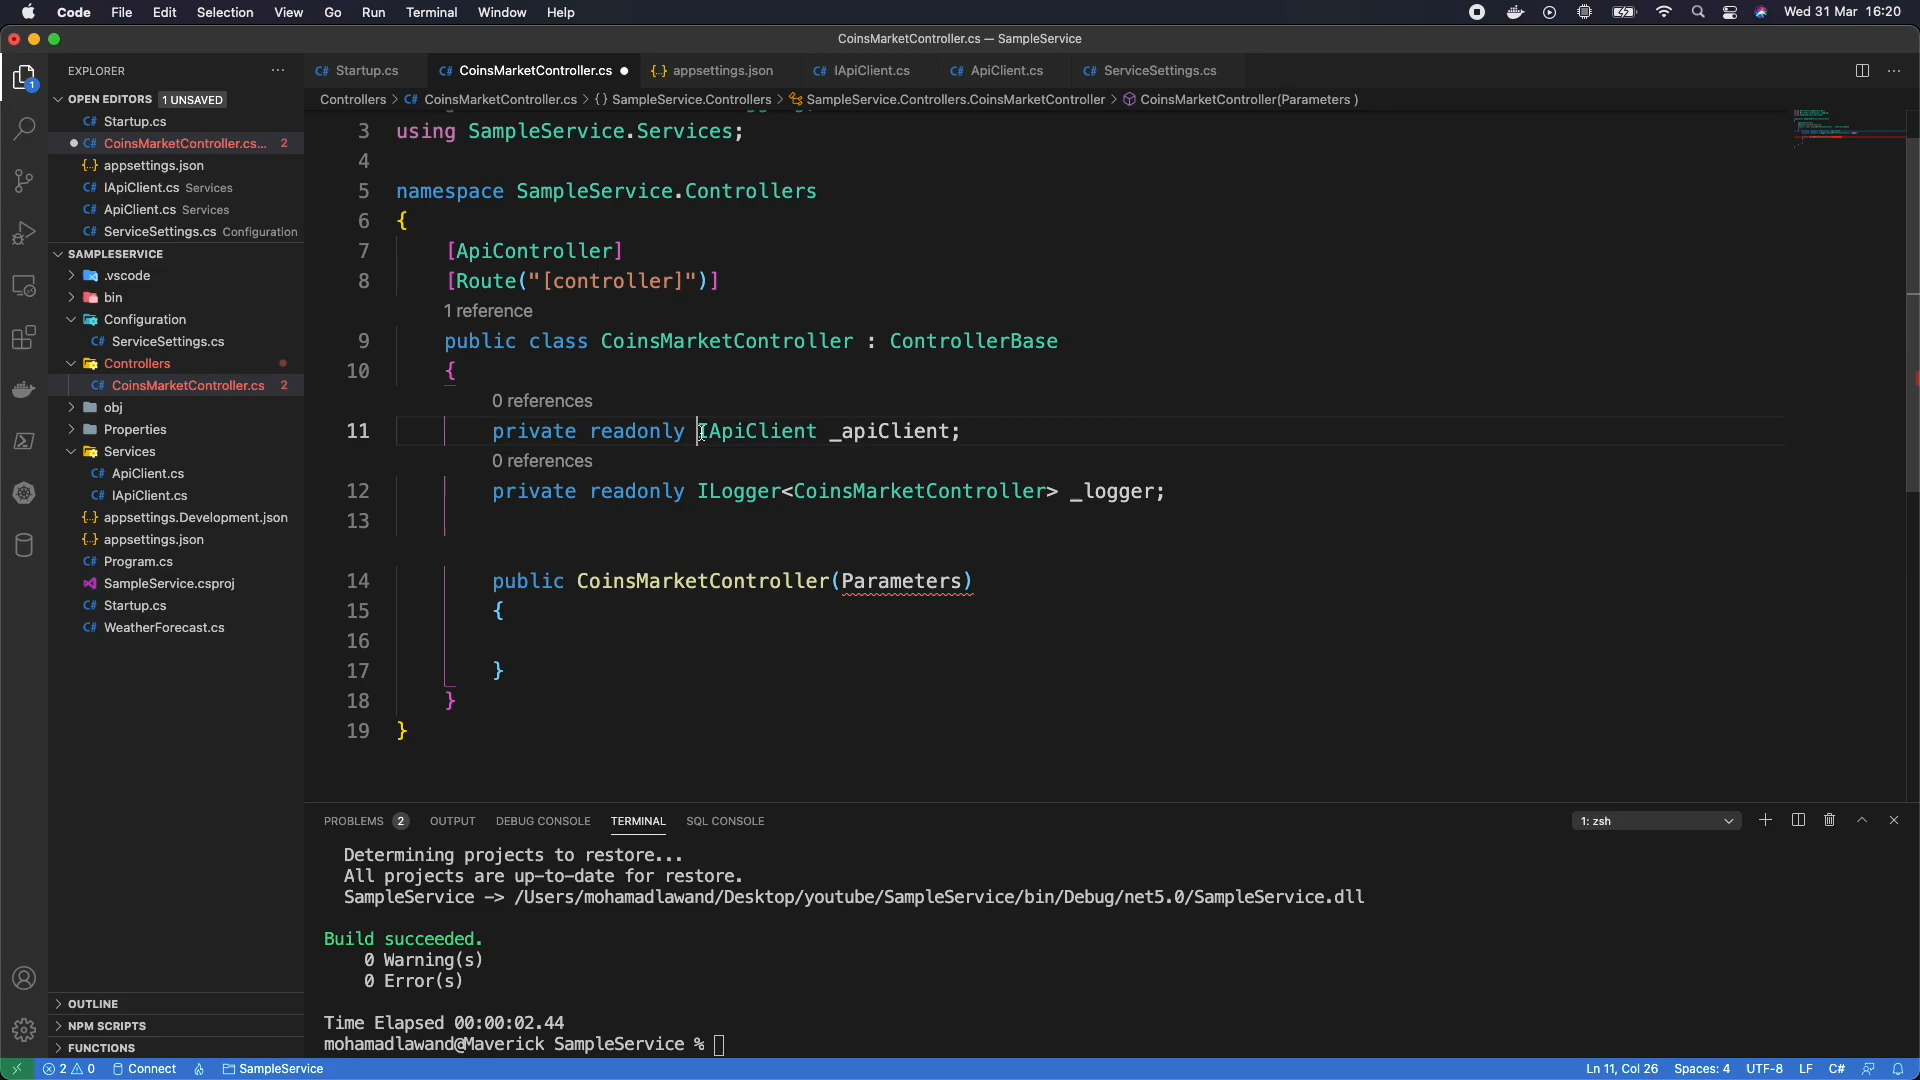 Code File Edit Selection View Go Run Terminal Window Help Wed 31 Mar 16:20
CoinsMarketController.cs — SampleService
EXPLORER
Startup.cs CoinsMarketController.cs appsettings.json IApiClient.cs ApiClient.cs ServiceSettings.cs
Controllers > CoinsMarketController.cs > {} SampleService.Controllers > SampleService.Controllers.CoinsMarketController > CoinsMarketController(Parameters )
OPEN EDITORS 1 UNSAVED
Startup.cs
CoinsMarketController.cs... 2
appsettings.json
IApiClient.cs Services
ApiClient.cs Services
ServiceSettings.cs Configuration
SAMPLESERVICE
.vscode
bin
Configuration
ServiceSettings.cs
Controllers
CoinsMarketController.cs 2
obj
Properties
Services
ApiClient.cs
IApiClient.cs
appsettings.Development.json
appsettings.json
Program.cs
SampleService.csproj
Startup.cs
WeatherForecast.cs
OUTLINE
NPM SCRIPTS
FUNCTIONS
3 using SampleService.Services;
4
5 namespace SampleService.Controllers
6 {
7 [ApiController]
8 [Route("[controller]")]
1 reference
9 public class CoinsMarketController : ControllerBase
10 {
0 references
11 private readonly IApiClient _apiClient;
0 references
12 private readonly ILogger<CoinsMarketController> _logger;
13
14 public CoinsMarketController(Parameters)
15 {
16
17 }
18 }
19 }
PROBLEMS 2 OUTPUT DEBUG CONSOLE TERMINAL SQL CONSOLE 1: zsh
Determining projects to restore...
All projects are up-to-date for restore.
SampleService -> /Users/mohamadlawand/Desktop/youtube/SampleService/bin/Debug/net5.0/SampleService.dll
Build succeeded.
0 Warning(s)
0 Error(s)
Time Elapsed 00:00:02.44
mohamadlawand@Maverick SampleService %
2 0 Connect SampleService Ln 11, Col 26 Spaces: 4 UTF-8 LF C#